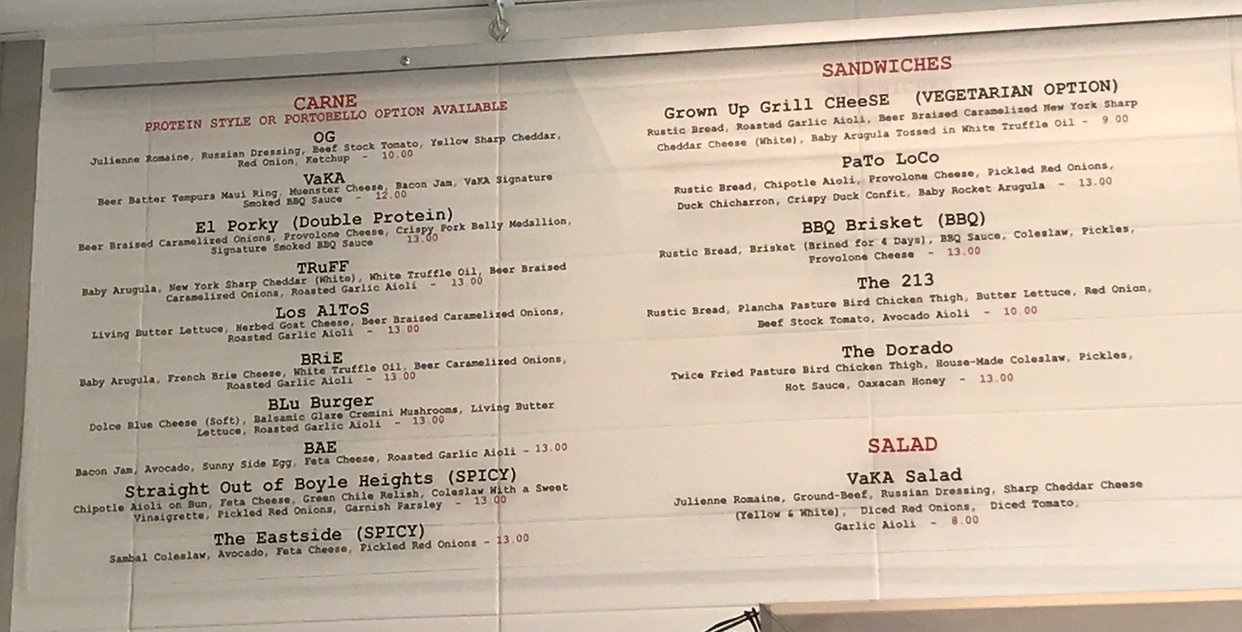 CARNE
PROTEIN STYLE OR PORTOBELLO OPTION AVAILABLE
OG
Julienne Romaine, Russian Dressing, Beef Stock Tomato, Yellow Sharp Cheddar,
Red Onion, Ketchup - 10.00
VaKA
Beer Batter Tempura Maui Ring, Muenster Cheese, Bacon Jam, VaKA Signature
Smoked BBQ Sauce - 12.00
El Porky (Double Protein)
Beer Braised Caramelized Onions, Provolone Cheese, Crispy Pork Belly Medallion,
Signature Smoked BBQ Sauce 13.00
TRuFF
Baby Arugula, New York Sharp Cheddar (White), White Truffle Oil, Beer Braised
Caramelized Onions, Roasted Garlic Aioli - 13.00
Los AlToS
Living Butter Lettuce, Herbed Goat Cheese, Beer Braised Caramelized Onions,
Roasted Garlic Aioli - 13.00
BRiE
Baby Arugula, French Brie Cheese, White Truffle Oil, Beer Caramelized Onions,
Roasted Garlic Aioli - 13.00
BLu Burger
Dolce Blue Cheese (Soft), Balsamic Glaze Cremini Mushrooms, Living Butter
Lettuce, Roasted Garlic Aioli - 13.00
BAE
Bacon Jam, Avocado, Sunny Side Egg, Feta Cheese, Roasted Garlic Aioli - 13.00
Straight Out of Boyle Heights (SPICY)
Chipotle Aioli on Bun, Feta Cheese, Green Chile Relish, Coleslaw With a Sweet
Vinaigrette, Pickled Red Onions, Garnish Parsley - 13.00
The Eastside (SPICY)
Sambal Coleslaw, Avocado, Feta Cheese, Pickled Red Onions - 13.00
SANDWICHES
Grown Up Grill CHeeSE (VEGETARIAN OPTION)
Rustic Bread, Roasted Garlic Aioli, Beer Braised Caramelized New York Sharp
Cheddar Cheese (White), Baby Arugula Tossed in White Truffle Oil - 9.00
PaTo LoCo
Rustic Bread, Chipotle Aioli, Provolone Cheese, Pickled Red Onions,
Duck Chicharron, Crispy Duck Confit, Baby Rocket Arugula - 13.00
BBQ Brisket (BBQ)
Rustic Bread, Brisket (Brined for 4 Days), BBQ Sauce, Coleslaw, Pickles,
Provolone Cheese - 13.00
The 213
Rustic Bread, Plancha Pasture Bird Chicken Thigh, Butter Lettuce, Red Onion,
Beef Stock Tomato, Avocado Aioli - 10.00
The Dorado
Twice Fried Pasture Bird Chicken Thigh, House-Made Coleslaw, Pickles,
Hot Sauce, Oaxacan Honey - 13.00
SALAD
VaKA Salad
Julienne Romaine, Ground-Beef, Russian Dressing, Sharp Cheddar Cheese
(Yellow & White), Diced Red Onions, Diced Tomato,
Garlic Aioli - 8.00